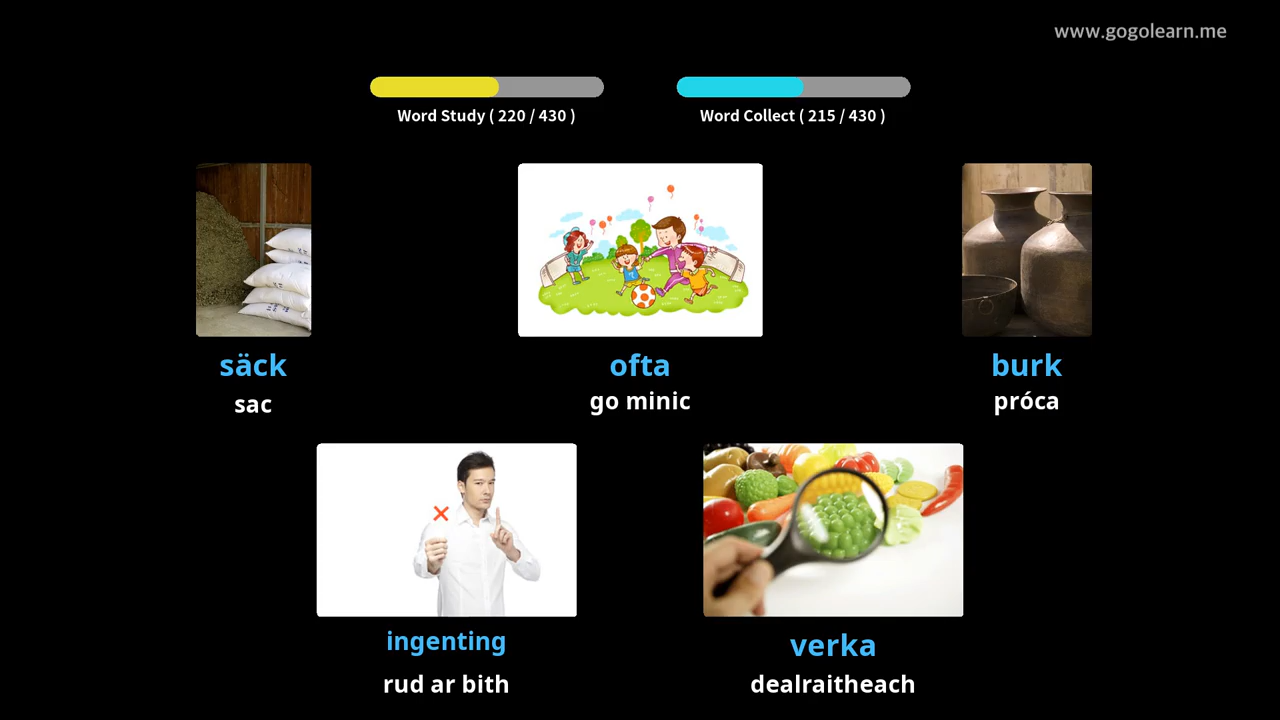 www.gogolearn.me
Word Study ( 220 / 430 )
Word Collect ( 215 / 430 )
säck
sac
ofta
go minic
burk
próca
ingenting
rud ar bith
verka
dealraitheach